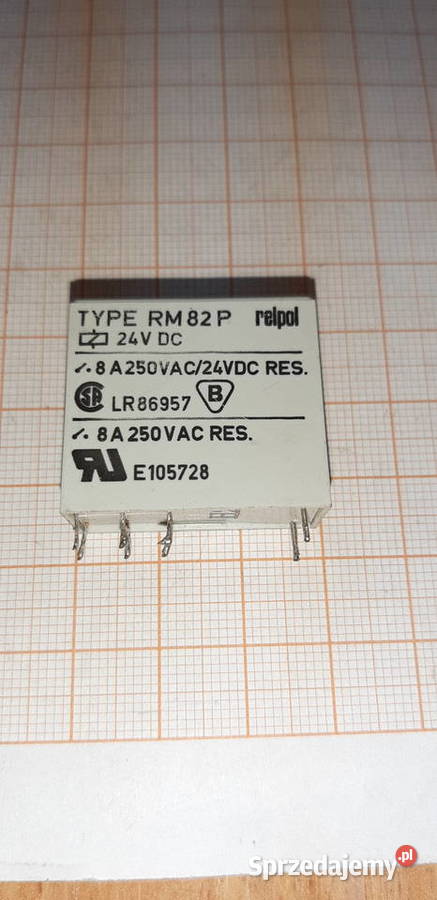 TYPE RM82P relpol
24V DC
8A250VAC/24VDC RES.
LR86957 B
8A250VAC RES.
E105728
Sprzedajemy.pl